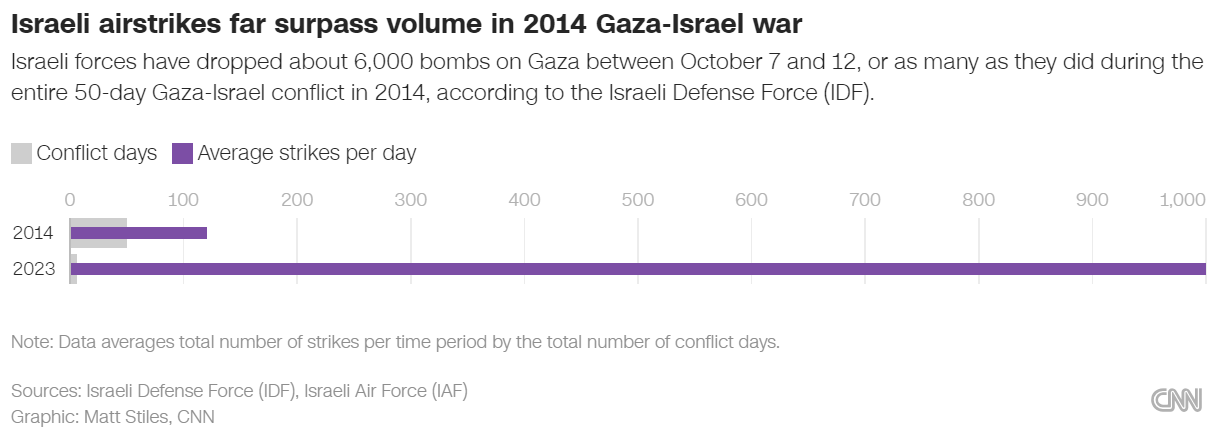 Israeli airstrikes far surpass volume in 2014 Gaza-Israel war
Israeli forces have dropped about 6,000 bombs on Gaza between October 7 and 12, or as many as they did during the
entire 50-day Gaza-Israel conflict in 2014, according to the Israeli Defense Force (IDF).
Conflict days Average strikes per day
0 100 200 300 400 500 600 700 800 900 1,000
2014
2023
Note: Data averages total number of strikes per time period by the total number of conflict days.
Sources: Israeli Defense Force (IDF), Israeli Air Force (IAF)
Graphic: Matt Stiles, CNN
CNN